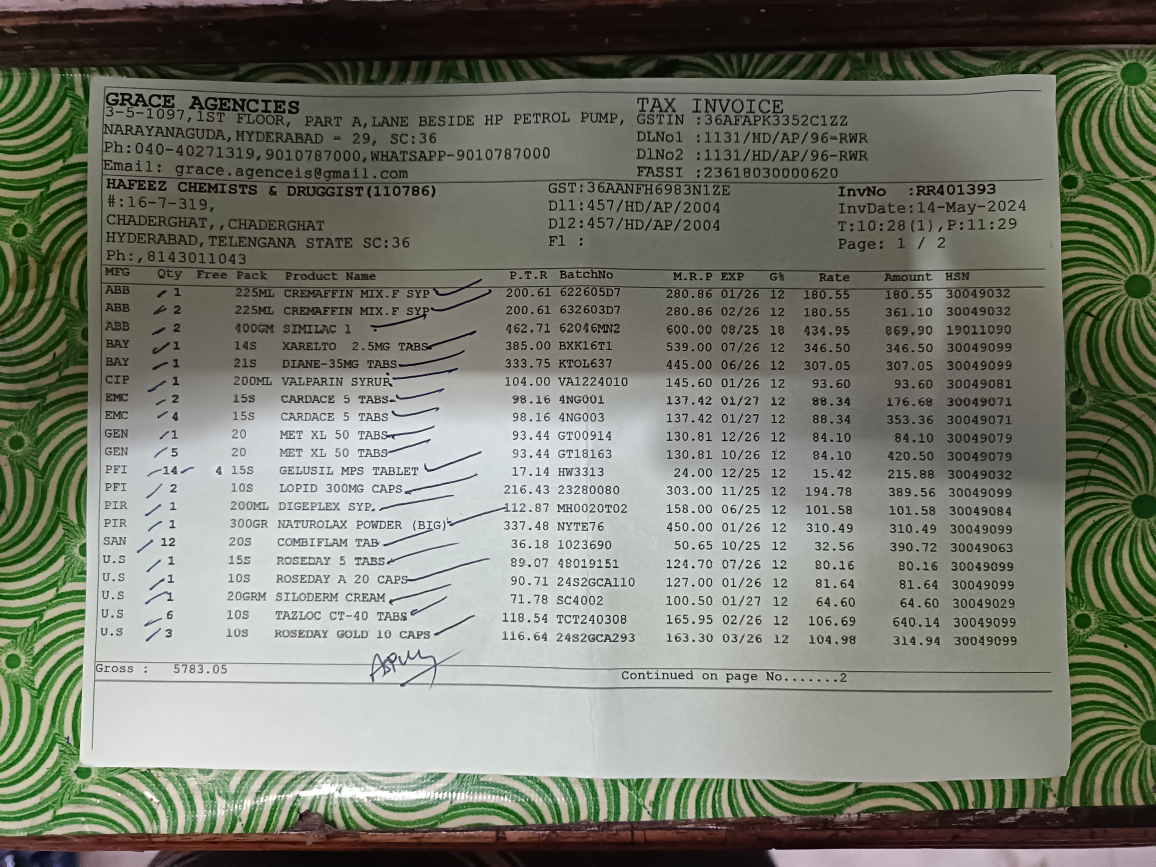 GRACE AGENCIES
3-5-1097,1ST FLOOR, PART A,LANE BESIDE HP PETROL PUMP,
NARAYANAGUDA,HYDERABAD - 29, SC:36
Ph:040-40271319,9010787000,WHATSAPP-9010787000
Email: grace.agenceis@gmail.com
TAX INVOICE
GSTIN :36AFAPK3352C1ZZ
DLNo1 :1131/HD/AP/96-RWR
DlNo2 :1131/HD/AP/96-RWR
FASSI :23618030000620
HAFEEZ CHEMISTS & DRUGGIST(110786)
#:16-7-319,
CHADERGHAT,,CHADERGHAT
HYDERABAD,TELENGANA STATE SC:36
Ph:,8143011043
GST:36AANFH6983N1ZE
D11:457/HD/AP/2004
D12:457/HD/AP/2004
Fl :
InvNo :RR401393
InvDate:14-May-2024
T:10:28(1),P:11:29
Page: 1 / 2
MFG Qty Free Pack Product Name P.T.R BatchNo M.R.P EXP G% Rate Amount HSN
ABB 1 225ML CREMAFFIN MIX.F SYP 200.61 622605D7 280.86 01/26 12 180.55 180.55 30049032
ABB 2 225ML CREMAFFIN MIX.F SYP 200.61 632603D7 280.86 02/26 12 180.55 361.10 30049032
ABB 2 400GM SIMILAC 1 462.71 62046MN2 600.00 08/25 18 434.95 869.90 19011090
BAY 1 14S XARELTO 2.5MG TABS 385.00 BXK16T1 539.00 07/26 12 346.50 346.50 30049099
BAY 1 21S DIANE-35MG TABS 333.75 KTOL637 445.00 06/26 12 307.05 307.05 30049099
CIP 1 200ML VALPARIN SYRUP 104.00 VA1224010 145.60 01/26 12 93.60 93.60 30049081
EMC 2 15S CARDACE 5 TABS 98.16 4NG001 137.42 01/27 12 88.34 176.68 30049071
EMC 4 15S CARDACE 5 TABS 98.16 4NG003 137.42 01/27 12 88.34 353.36 30049071
GEN 1 20 MET XL 50 TABS 93.44 GT00914 130.81 12/26 12 84.10 84.10 30049079
GEN 5 20 MET XL 50 TABS 93.44 GT18163 130.81 10/26 12 84.10 420.50 30049079
PFI 14 4 15S GELUSIL MPS TABLET 17.14 HW3313 24.00 12/25 12 15.42 215.88 30049032
PFI 2 10S LOPID 300MG CAPS 216.43 23280080 303.00 11/25 12 194.78 389.56 30049099
PIR 1 200ML DIGEPLEX SYP. 112.87 MH0020T02 158.00 06/25 12 101.58 101.58 30049084
PIR 1 300GR NATUROLAX POWDER (BIG) 337.48 NYTE76 450.00 01/26 12 310.49 310.49 30049099
SAN 12 20S COMBIFLAM TAB 36.18 1023690 50.65 10/25 12 32.56 390.72 30049063
U.S 1 15S ROSEDAY 5 TABS 89.07 48019151 124.70 07/26 12 80.16 80.16 30049099
U.S 1 10S ROSEDAY A 20 CAPS 90.71 24S2GCA110 127.00 01/26 12 81.64 81.64 30049099
U.S 1 20GRM SILODERM CREAM 71.78 SC4002 100.50 01/27 12 64.60 64.60 30049029
U.S 6 10S TAZLOC CT-40 TABS 118.54 TCT240308 165.95 02/26 12 106.69 640.14 30049099
U.S 3 10S ROSEDAY GOLD 10 CAPS 116.64 24S2GCA293 163.30 03/26 12 104.98 314.94 30049099
Gross : 5783.05
Continued on page No.......2